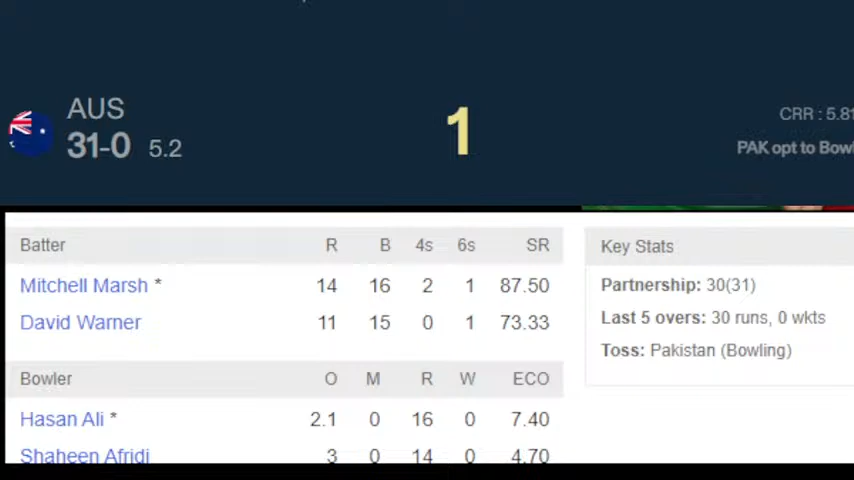 AUS
31-0 5.2
1
CRR : 5.81
PAK opt to Bowl
Batter R B 4s 6s SR
Mitchell Marsh * 14 16 2 1 87.50
David Warner 11 15 0 1 73.33
Bowler O M R W ECO
Hasan Ali * 2.1 0 16 0 7.40
Shaheen Afridi 3 0 14 0 4.70
Key Stats
Partnership: 30(31)
Last 5 overs: 30 runs, 0 wkts
Toss: Pakistan (Bowling)